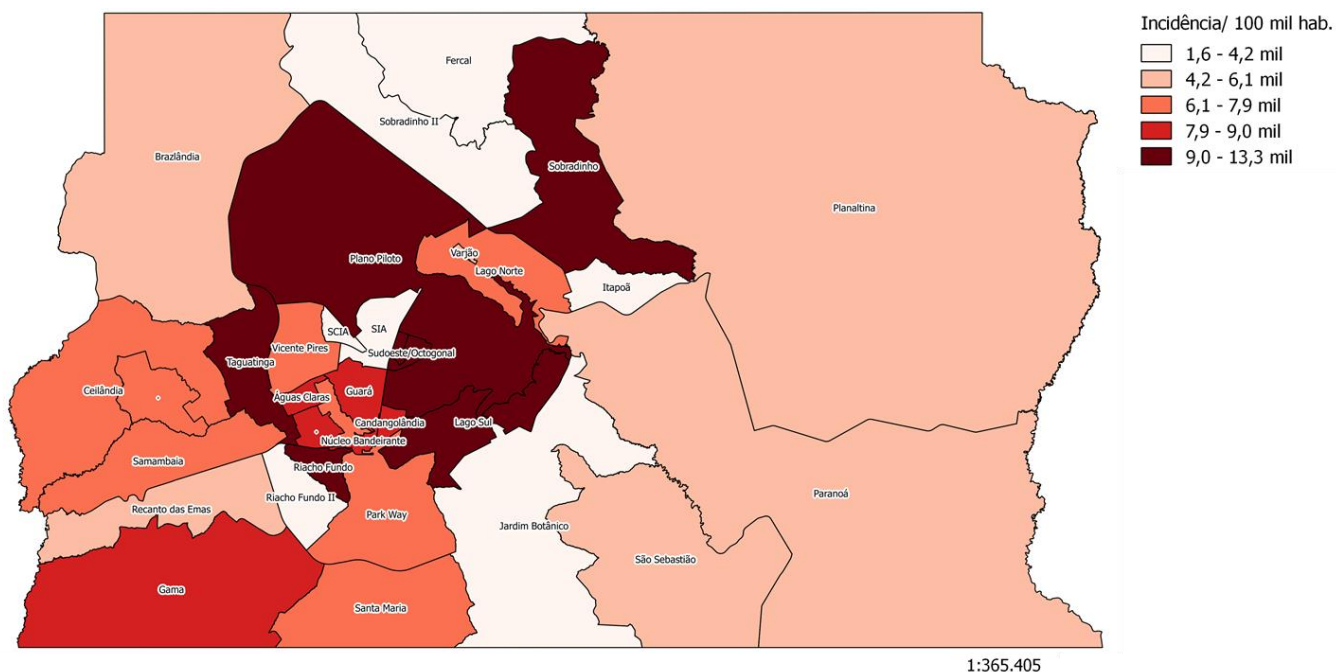 Incidência/ 100 mil hab.
1,6 - 4,2 mil
4,2 - 6,1 mil
6,1 - 7,9 mil
7,9 - 9,0 mil
9,0 - 13,3 mil
Fercal
Sobradinho II
Brazlândia
Sobradinho
Planaltina
Varjão
Plano Piloto
Lago Norte
Itapoã
SCIA
SIA
Vicente Pires
Sudoeste/Octogonal
Taguatinga
Ceilândia
Águas Claras
Guará
Candangolândia
Lago Sul
Núcleo Bandeirante
Samambaia
Riacho Fundo
Riacho Fundo II
Paranoá
Recanto das Emas
Park Way
Jardim Botânico
São Sebastião
Gama
Santa Maria
1:365.405